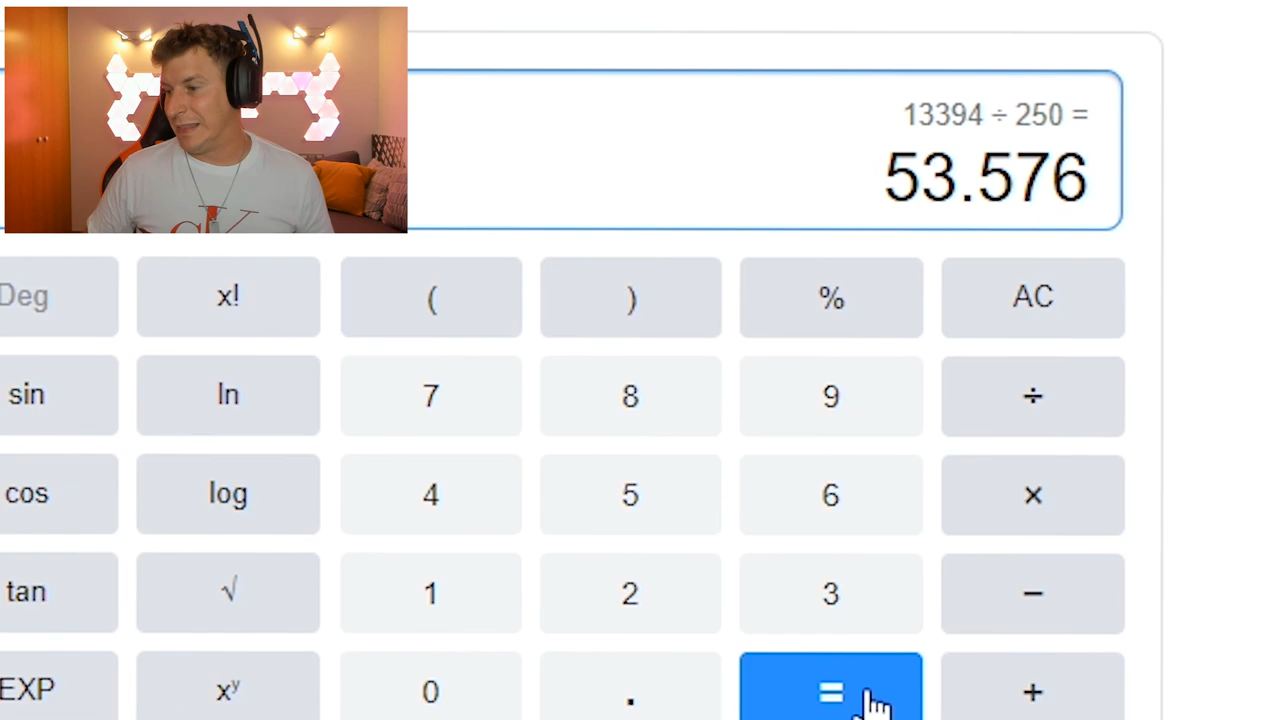 13394 ÷ 250 =
53.576
Deg x! ( ) % AC
sin ln 7 8 9 ÷
cos log 4 5 6 ×
tan √ 1 2 3 −
EXP xʸ 0 . = +
CK